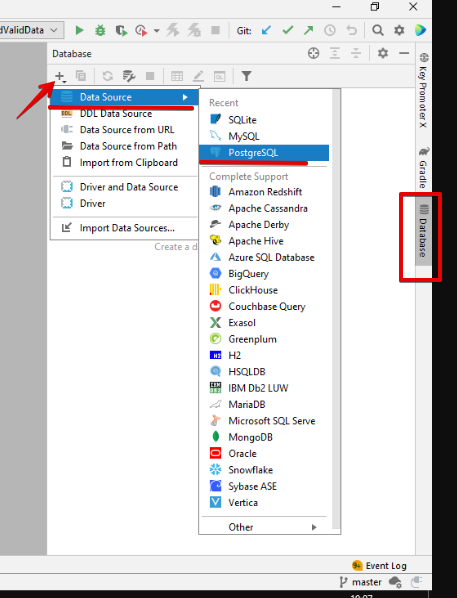 dValidData
Git:
Database
Key Promoter X
Gradle
Database
DDL
QL
Data Source
DDL Data Source
Data Source from URL
Data Source from Path
Import from Clipboard
Driver and Data Source
Driver
Import Data Sources...
Create a d
Recent
SQLite
MySQL
PostgreSQL
Complete Support
Amazon Redshift
Apache Cassandra
Apache Derby
Apache Hive
Azure SQL Database
BigQuery
ClickHouse
Couchbase Query
Exasol
Greenplum
H2
H2
HSQLDB
IBM Db2 LUW
MariaDB
Microsoft SQL Serve
MongoDB
Oracle
Snowflake
Sybase ASE
Vertica
Other
Event Log
master